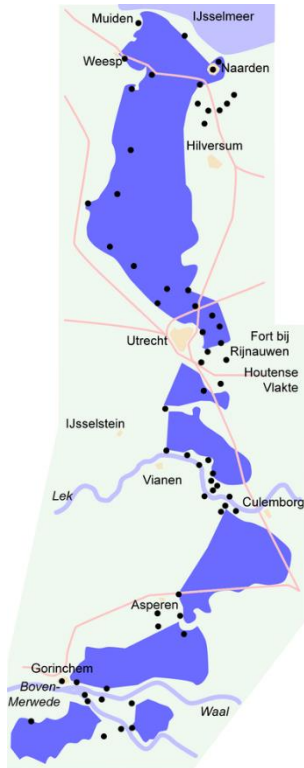 Muiden
IJsselmeer
Weesp
Naarden
Hilversum
Utrecht
Fort bij
Rijnauwen
Houtense
Vlakte
IJsselstein
Vianen
Lek
Culemborg
Asperen
Gorinchem
Boven-
Merwede
Waal